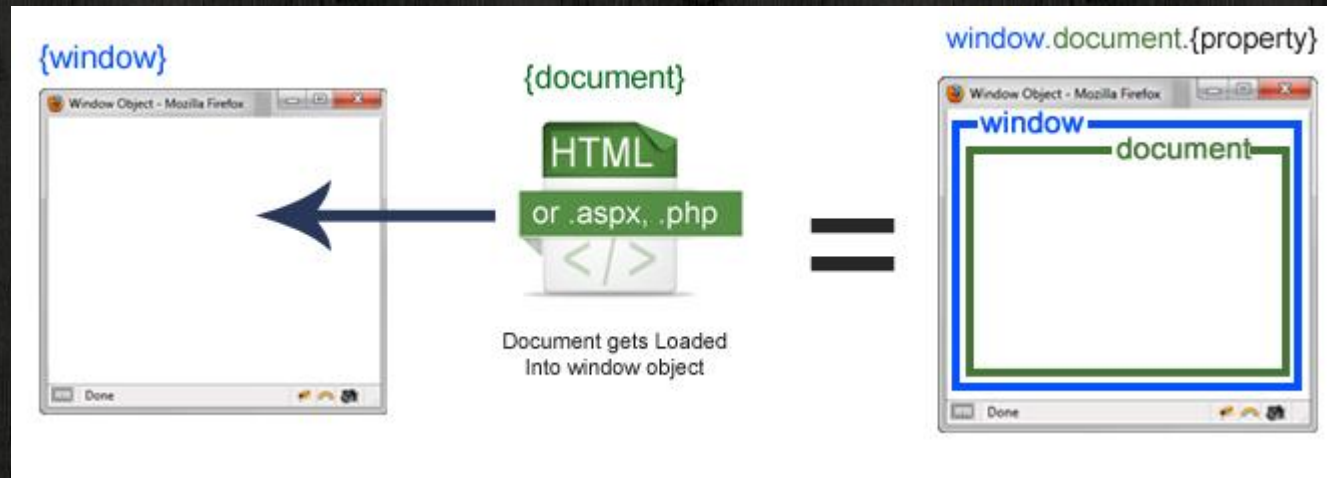 {window}
Window Object - Mozilla Firefox
Done
{document}
HTML
or .aspx, .php
</>
Document gets Loaded
Into window object
=
window.document.{property}
Window Object - Mozilla Firefox
window
document
Done